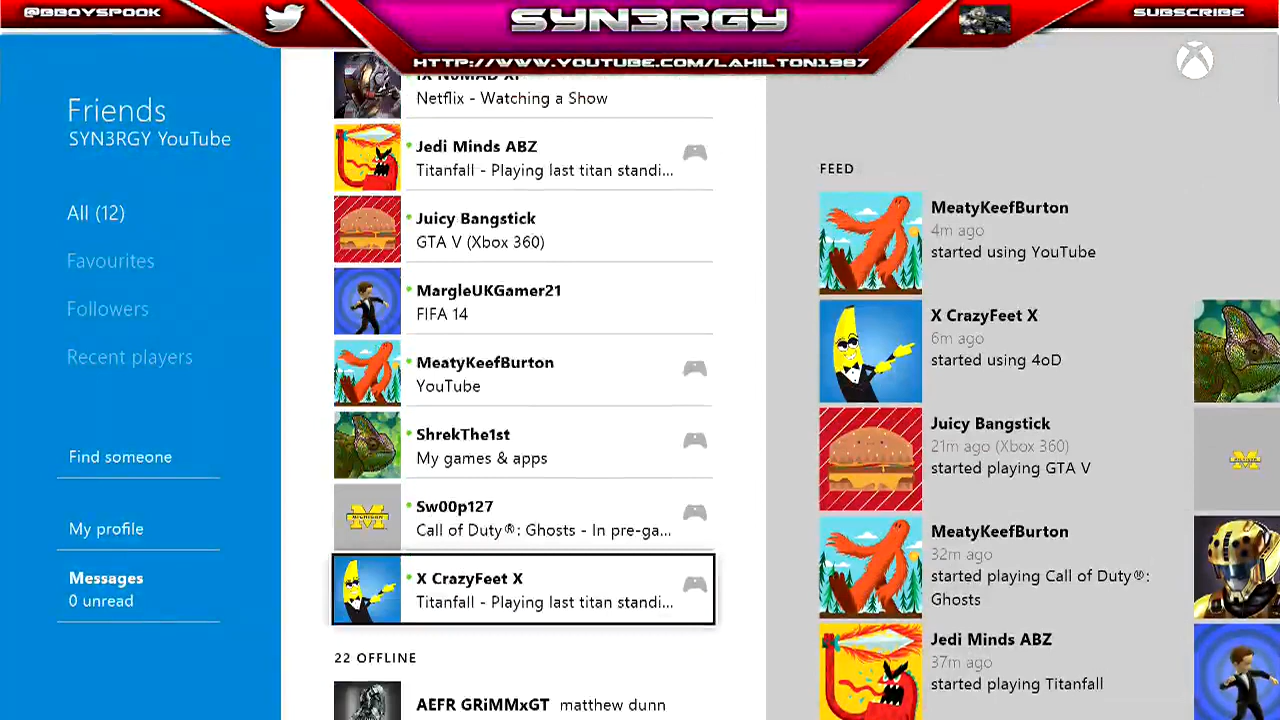 @BBOYSPOOK
SYN3RGY
SUBSCRIBE
HTTP://WWW.YOUTUBE.COM/LAHILTON1987
Friends
SYN3RGY YouTube
All (12)
Favourites
Followers
Recent players
Find someone
My profile
Messages
0 unread
Netflix - Watching a Show
Jedi Minds ABZ
Titanfall - Playing last titan standi...
Juicy Bangstick
GTA V (Xbox 360)
MargleUKGamer21
FIFA 14
MeatyKeefBurton
YouTube
ShrekThe1st
My games & apps
Sw00p127
Call of Duty®: Ghosts - In pre-ga...
X CrazyFeet X
Titanfall - Playing last titan standi...
22 OFFLINE
AEFR GRiMMxGT matthew dunn
FEED
MeatyKeefBurton
4m ago
started using YouTube
X CrazyFeet X
6m ago
started using 4oD
Juicy Bangstick
21m ago (Xbox 360)
started playing GTA V
MeatyKeefBurton
32m ago
started playing Call of Duty®:
Ghosts
Jedi Minds ABZ
37m ago
started playing Titanfall